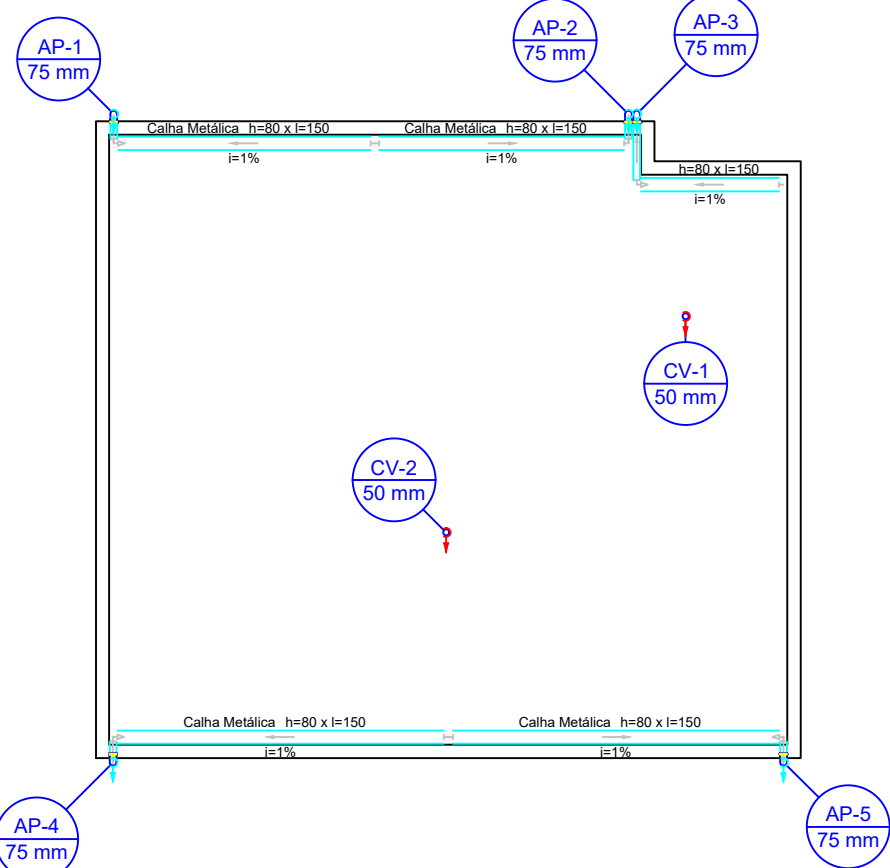 AP-1
75 mm
AP-2
75 mm
AP-3
75 mm
Calha Metálica h=80 x l=150
Calha Metálica h=80 x l=150
i=1%
i=1%
h=80 x l=150
i=1%
CV-1
50 mm
CV-2
50 mm
Calha Metálica h=80 x l=150
Calha Metálica h=80 x l=150
i=1%
i=1%
AP-4
75 mm
AP-5
75 mm